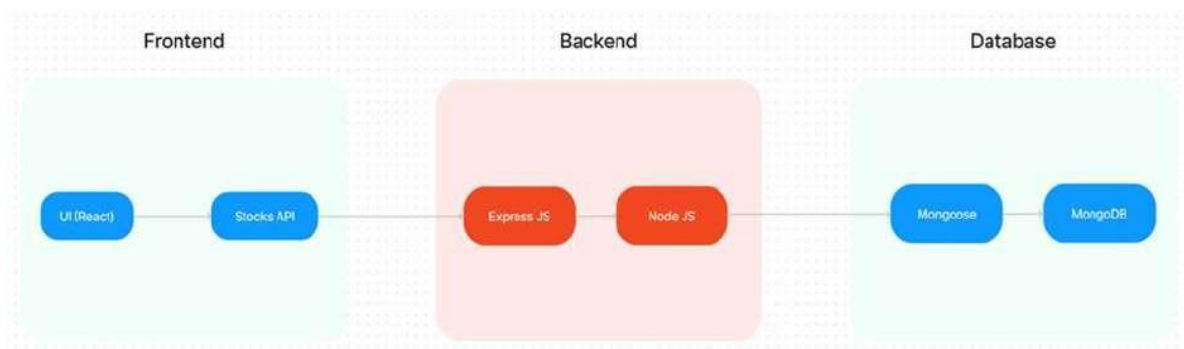 Frontend
Backend
Database
UI (React)
Stocks API
Express JS
Node JS
Mongoose
MongoDB